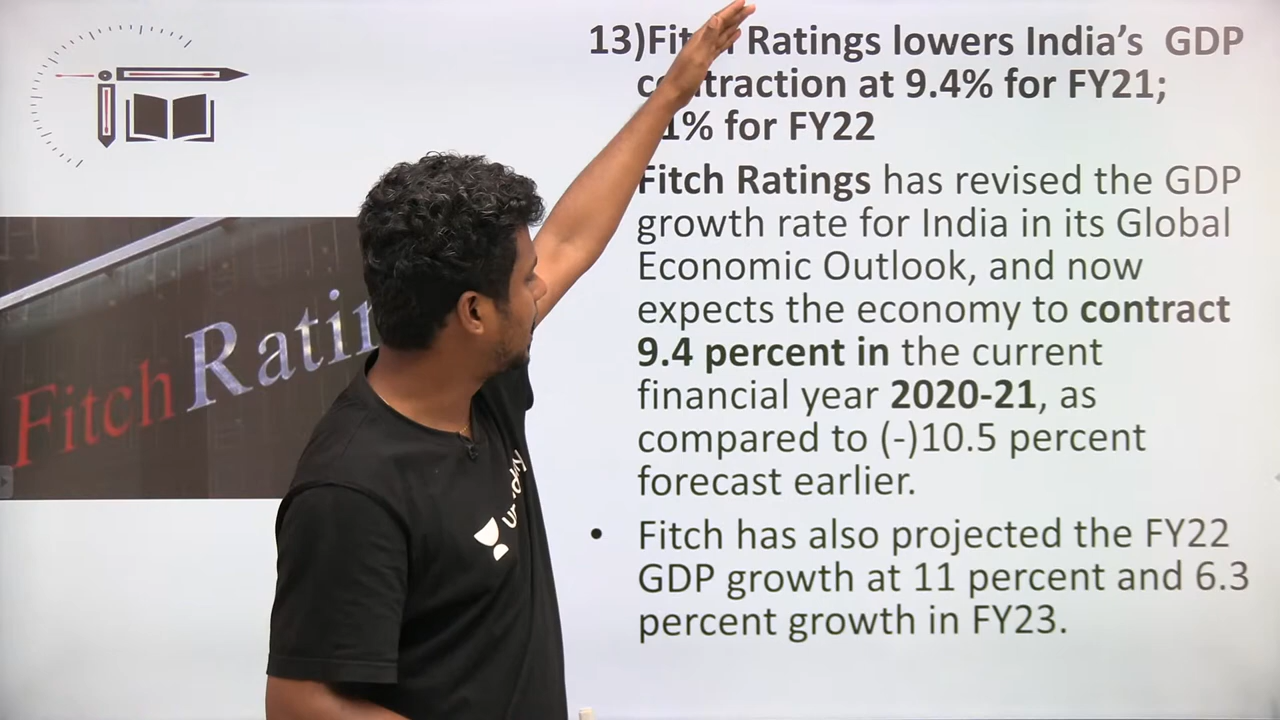 13)Fitch Ratings lowers India's GDP
contraction at 9.4% for FY21;
1% for FY22
Fitch Ratings has revised the GDP
growth rate for India in its Global
Economic Outlook, and now
expects the economy to contract
9.4 percent in the current
financial year 2020-21, as
compared to (-)10.5 percent
forecast earlier.
• Fitch has also projected the FY22
GDP growth at 11 percent and 6.3
percent growth in FY23.
Fitch